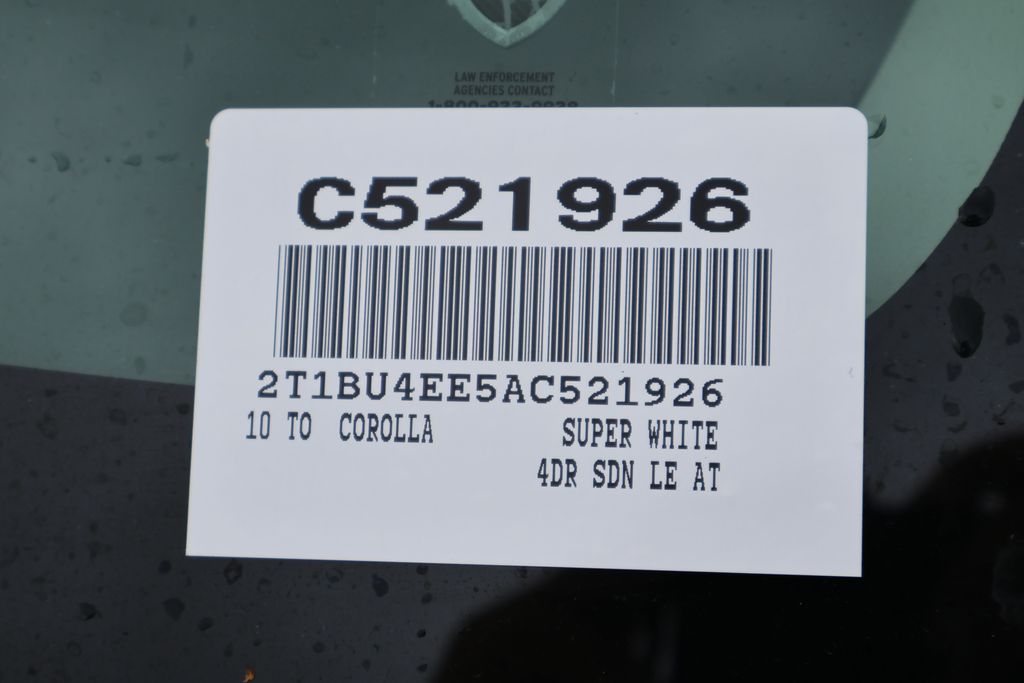 LAW ENFORCEMENT
AGENCIES CONTACT
C521926
2T1BU4EE5AC521926
10 TO COROLLA SUPER WHITE
4DR SDN LE AT